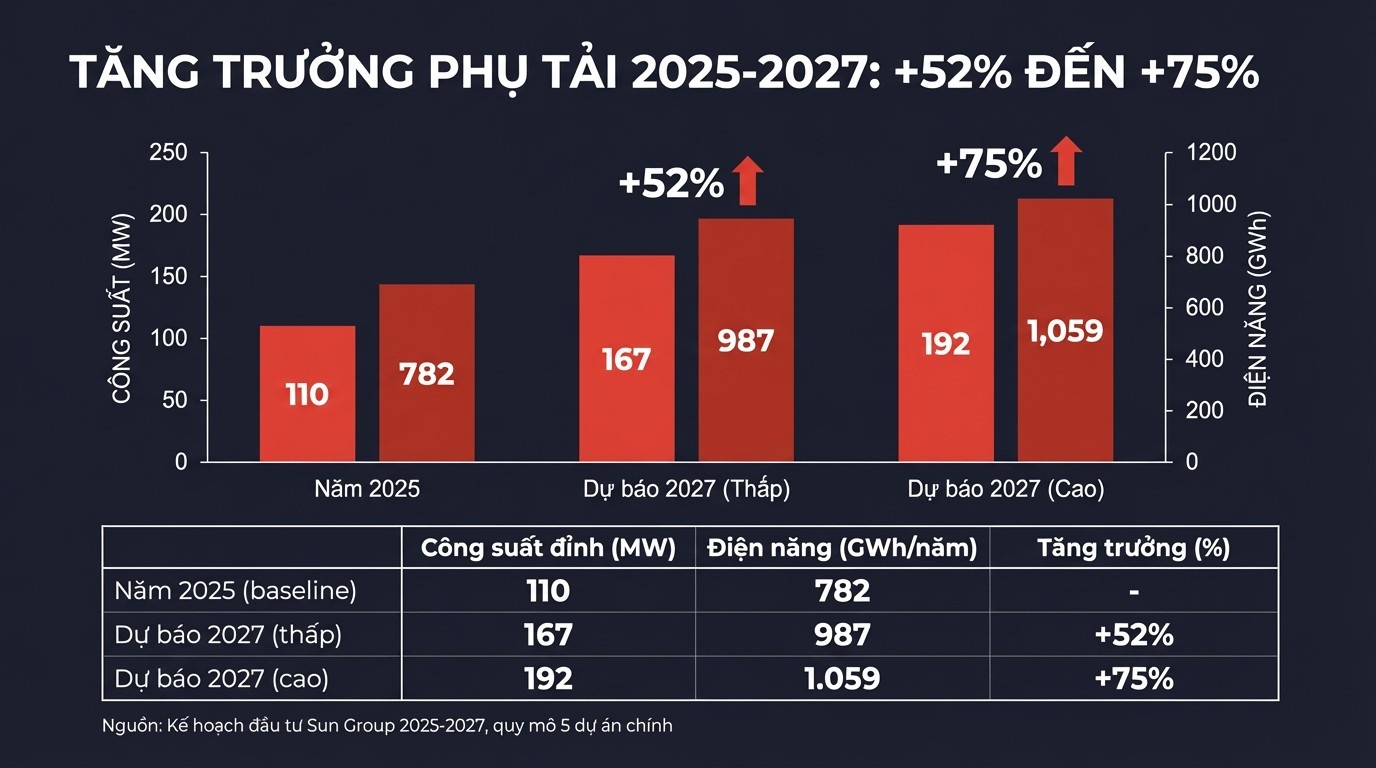 TĂNG TRƯỞNG PHỤ TẢI 2025-2027: +52% ĐẾN +75%
CÔNG SUẤT (MW)
250
200
150
100
50
0
110
782
+52%
167
987
+75%
192
1,059
1200
1000
800
600
400
200
0
ĐIỆN NĂNG (GWh)
Năm 2025
Dự báo 2027 (Thấp)
Dự báo 2027 (Cao)
Công suất đỉnh (MW) Điện năng (GWh/năm) Tăng trưởng (%)
Năm 2025 (baseline) 110 782 -
Dự báo 2027 (thấp) 167 987 +52%
Dự báo 2027 (cao) 192 1.059 +75%
Nguồn: Kế hoạch đầu tư Sun Group 2025-2027, quy mô 5 dự án chính